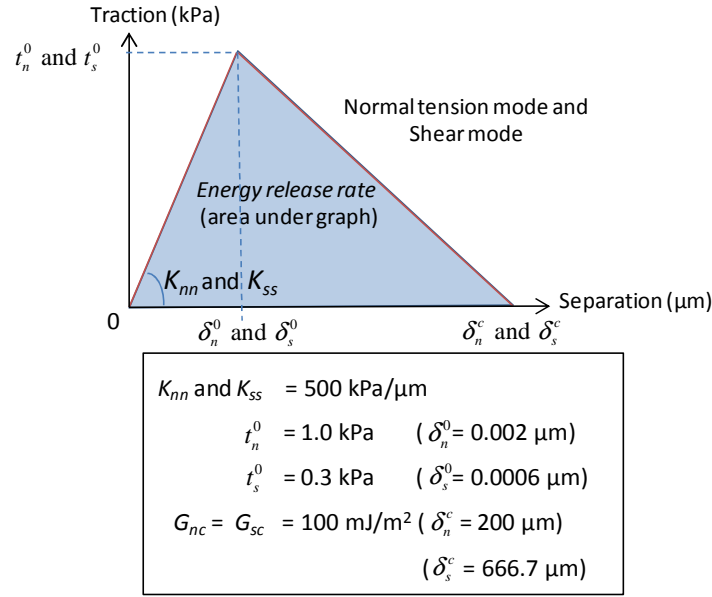 Traction (kPa)
t_n^0 and t_s^0
Normal tension mode and
Shear mode
Energy release rate
(area under graph)
K_nn and K_ss
0
Separation (μm)
δ_n^0 and δ_s^0
δ_n^c and δ_s^c
K_nn and K_ss = 500 kPa/μm
t_n^0 = 1.0 kPa (δ_n^0 = 0.002 μm)
t_s^0 = 0.3 kPa (δ_s^0 = 0.0006 μm)
G_nc = G_sc = 100 mJ/m² (δ_n^c = 200 μm)
(δ_s^c = 666.7 μm)